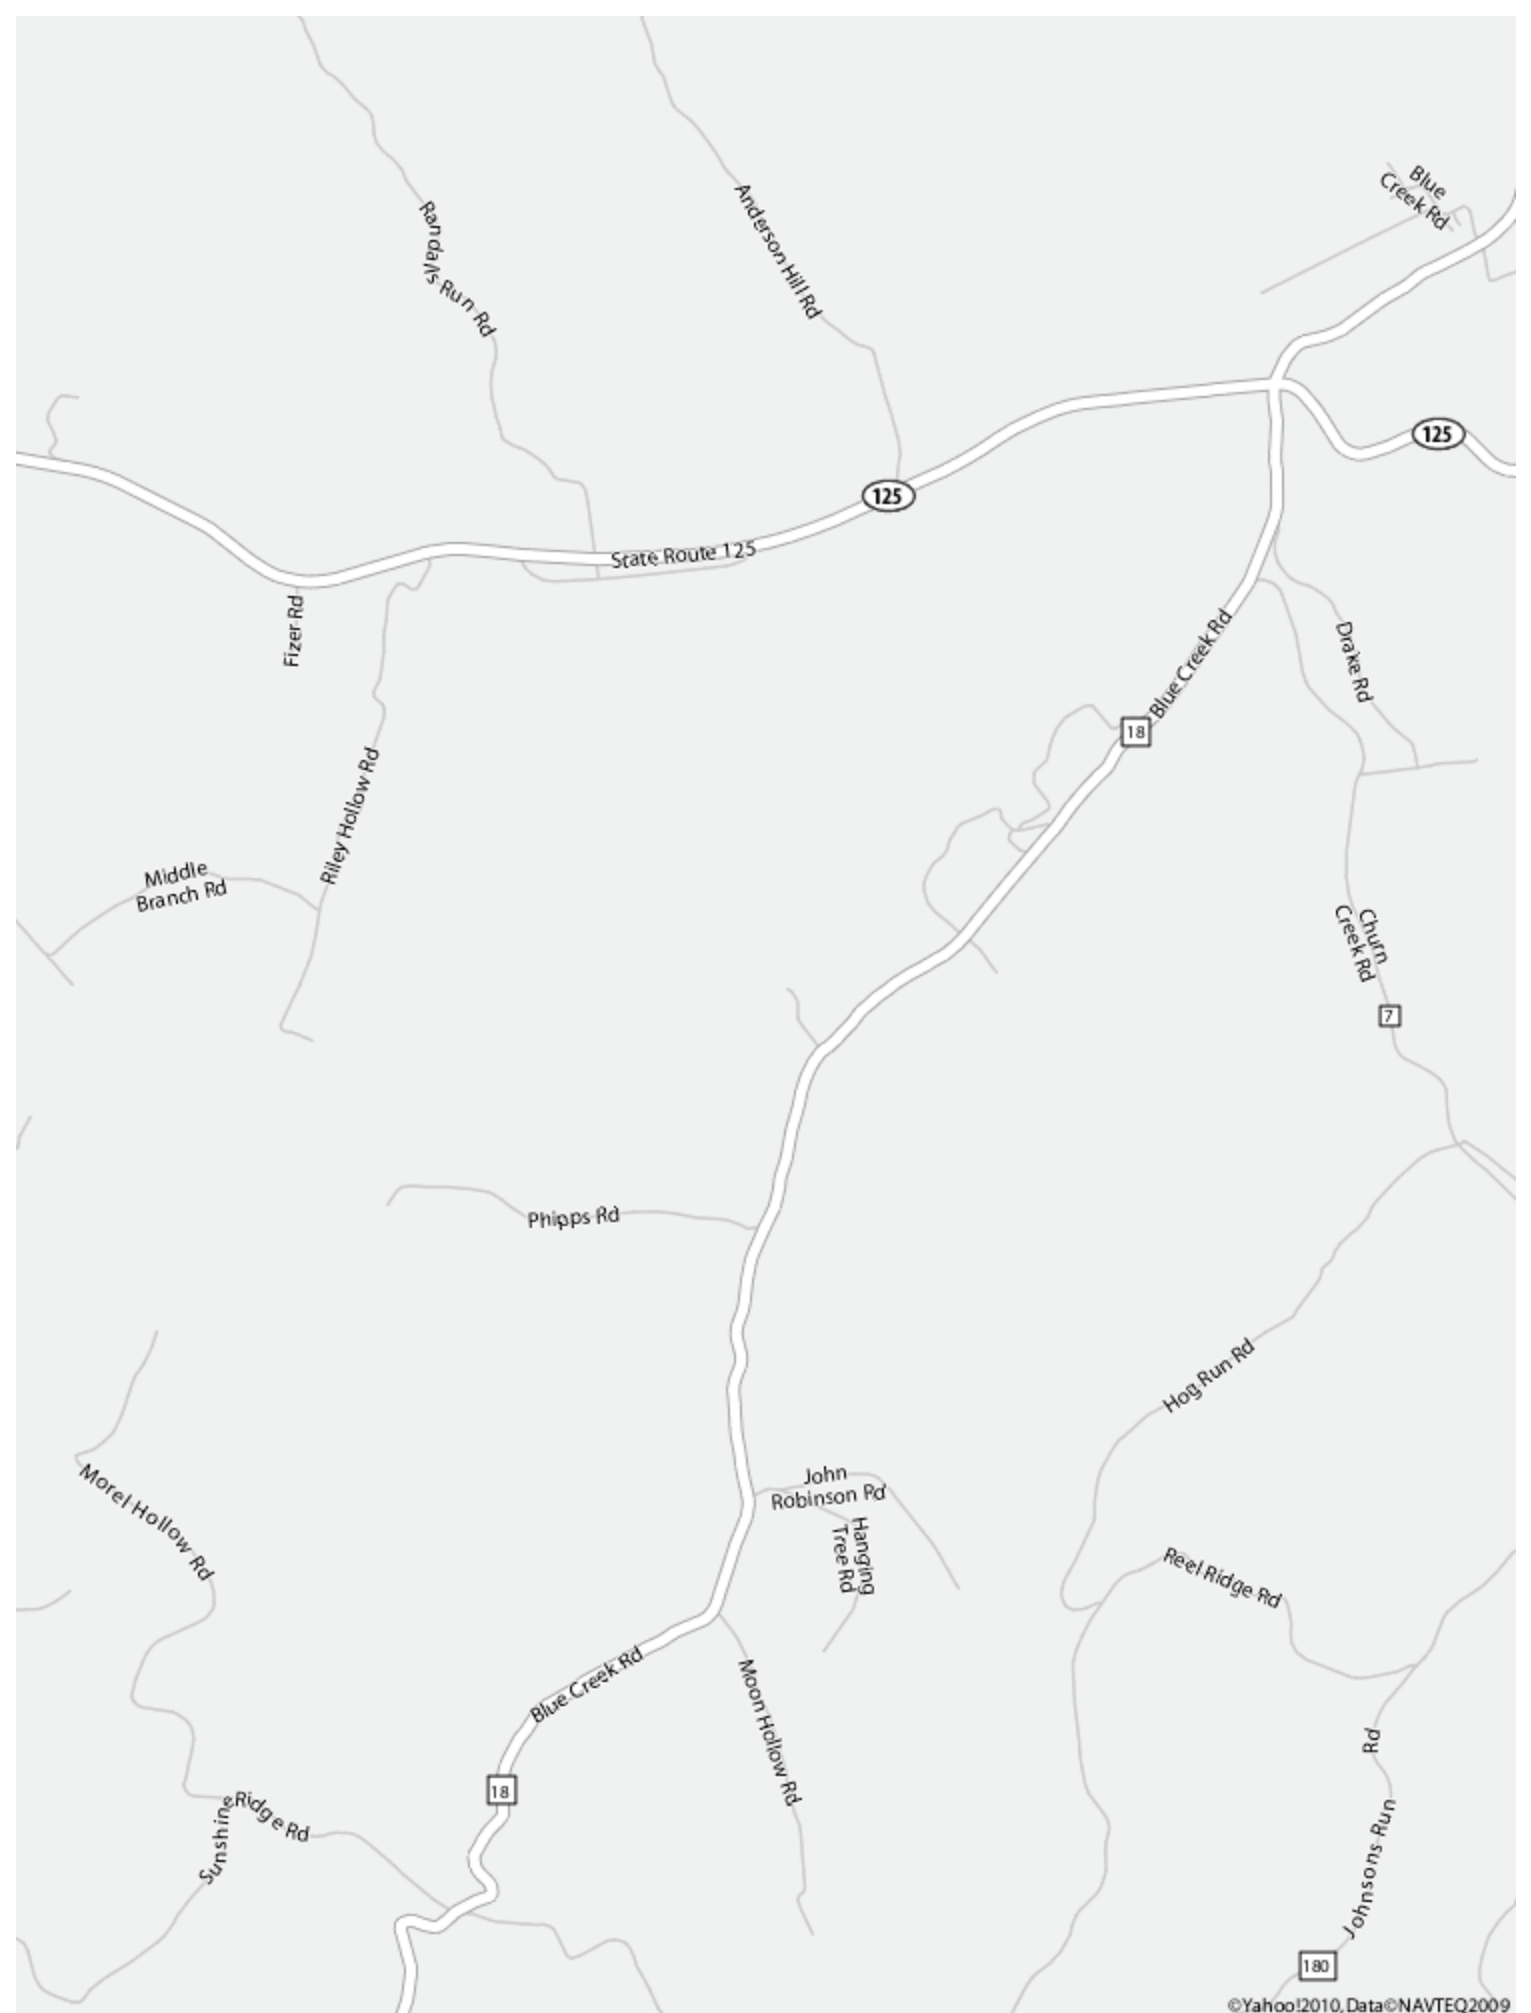 Blue
Creek Rd
Randalls Run Rd
Anderson Hill Rd
125
125
State Route 125
Fizer Rd
Blue Creek Rd
Drake Rd
18
Riley Hollow Rd
Middle
Branch Rd
Churn
Creek Rd
7
Phipps Rd
Hog Run Rd
Morel Hollow Rd
John
Robinson Rd
Hanging
Tree Rd
Reel Ridge Rd
Blue Creek Rd
Moon Hollow Rd
Johnsons Run Rd
18
Sunshine Ridge Rd
180
©Yahoo!2010, Data©NAVTEQ2009